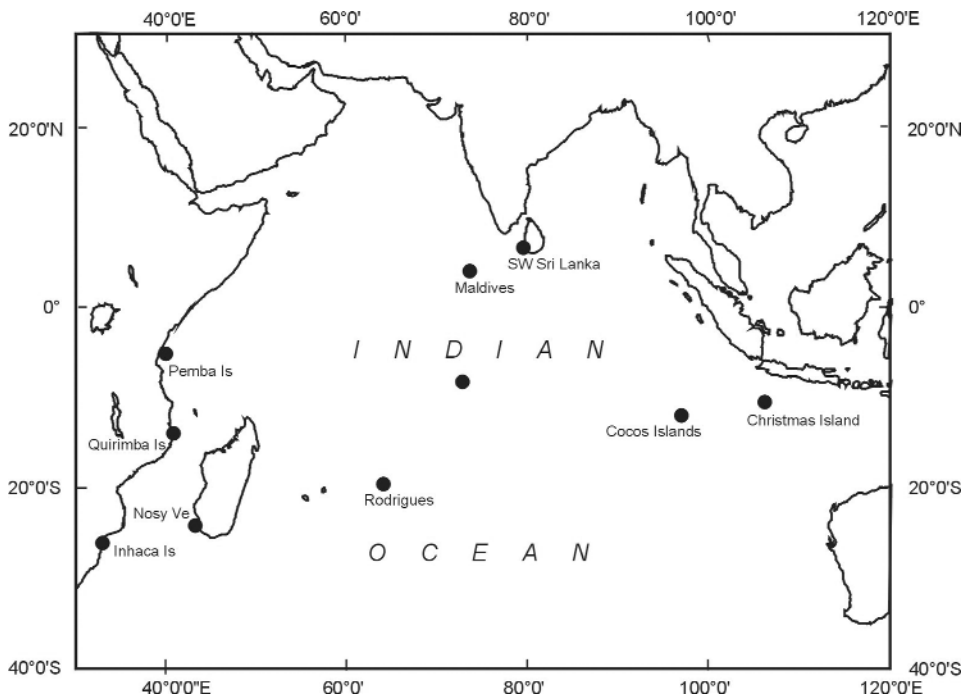 40°0'E 60°0' 80°0' 100°0'E 120°0'E
20°0'N 20°0'N
SW Sri Lanka
Maldives
0° 0°
I N D I A N
Pemba Is
Christmas Island
Cocos Islands
Quirimba Is
20°0'S 20°0'S
Rodrigues
Nosy Ve
Inhaca Is
O C E A N
40°0'S 40°0'S
40°0'0'E 60°0' 80°0' 100°0'E 120°0'E